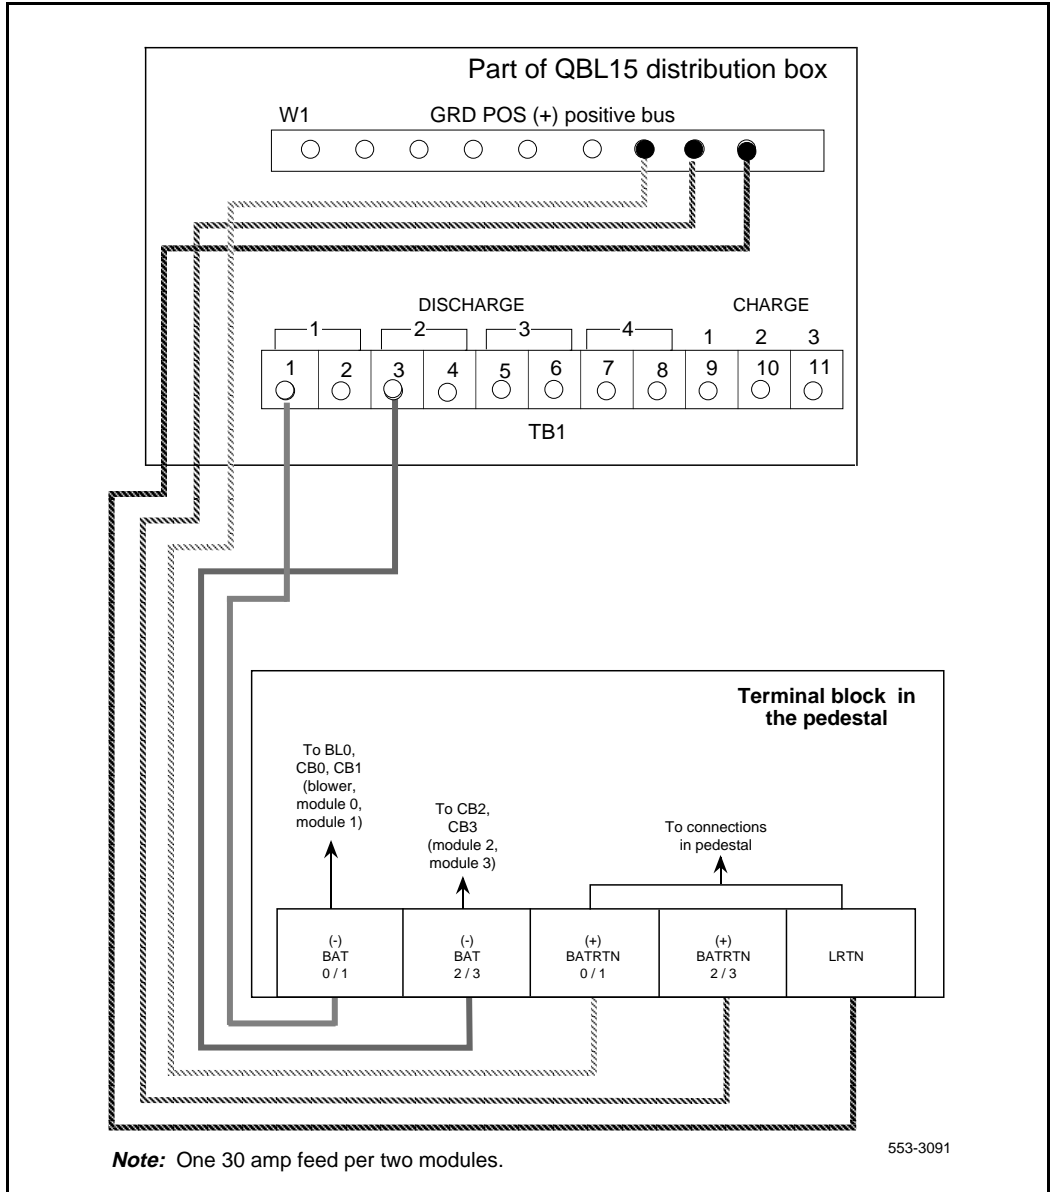 Part of QBL15 distribution box
W1 GRD POS (+) positive bus
DISCHARGE CHARGE
1 2 3 4 1 2 3
1 2 3 4 5 6 7 8 9 10 11
TB1
Terminal block in
the pedestal
To BL0,
CB0, CB1
(blower,
module 0,
module 1)
To CB2,
CB3
(module 2,
module 3)
To connections
in pedestal
(-)
BAT
0 / 1
(-)
BAT
2 / 3
(+)
BATRTN
0 / 1
(+)
BATRTN
2 / 3
LRTN
553-3091
Note: One 30 amp feed per two modules.